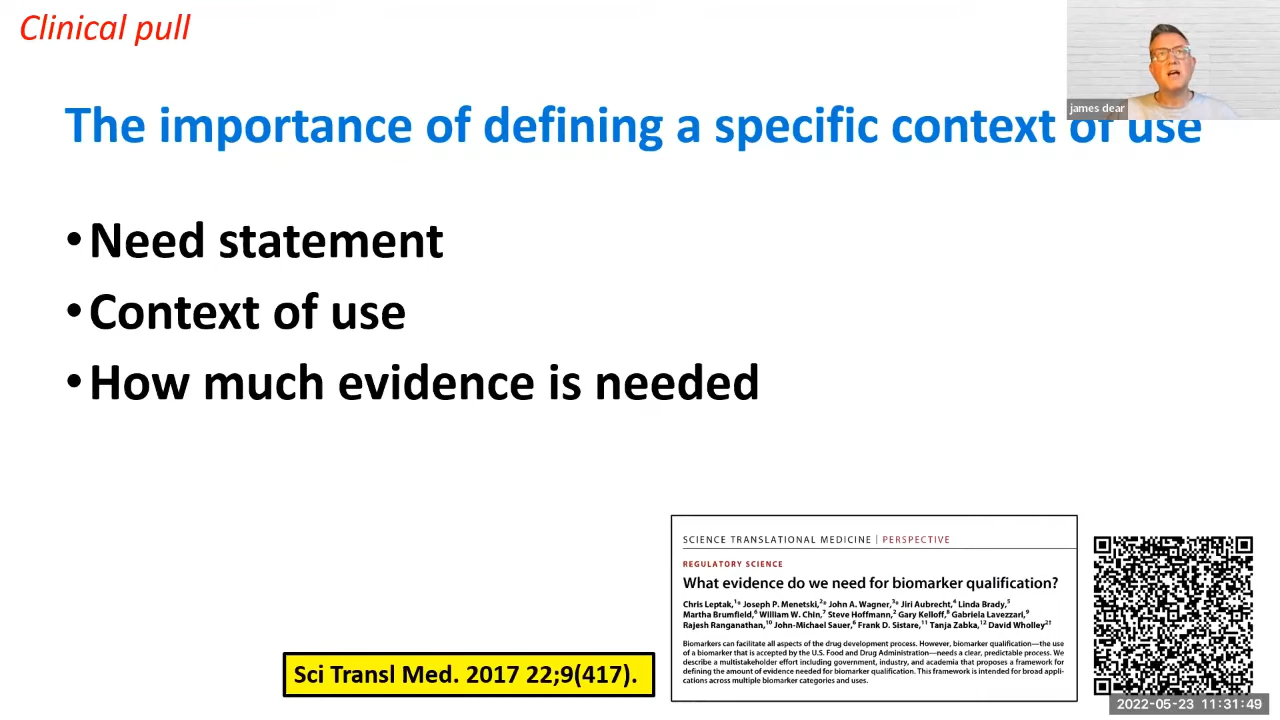 Clinical pull
james dear
The importance of defining a specific context of use
•Need statement
•Context of use
•How much evidence is needed
SCIENCE TRANSLATIONAL MEDICINE | PERSPECTIVE
REGULATORY SCIENCE
What evidence do we need for biomarker qualification?
Chris Leptak,1* Joseph P. Menetski,2* John A. Wagner,3* Jiri Aubrecht,4 Linda Brady,5
Martha Brumfield,6 William W. Chin,7 Steve Hoffmann,2 Gary Kelloff,8 Gabriela Lavezzari,9
Rajesh Ranganathan,10 John-Michael Sauer,6 Frank D. Sistare,11 Tanja Zabka,12 David Wholley2†
Biomarkers can facilitate all aspects of the drug development process. However, biomarker qualification—the use
of a biomarker that is accepted by the U.S. Food and Drug Administration—needs a clear, predictable process. We
describe a multistakeholder effort including government, industry, and academia that proposes a framework for
defining the amount of evidence needed for biomarker qualification. This framework is intended for broad appli-
cations across multiple biomarker categories and uses.
Sci Transl Med. 2017 22;9(417).
2022-05-23 11:31:49